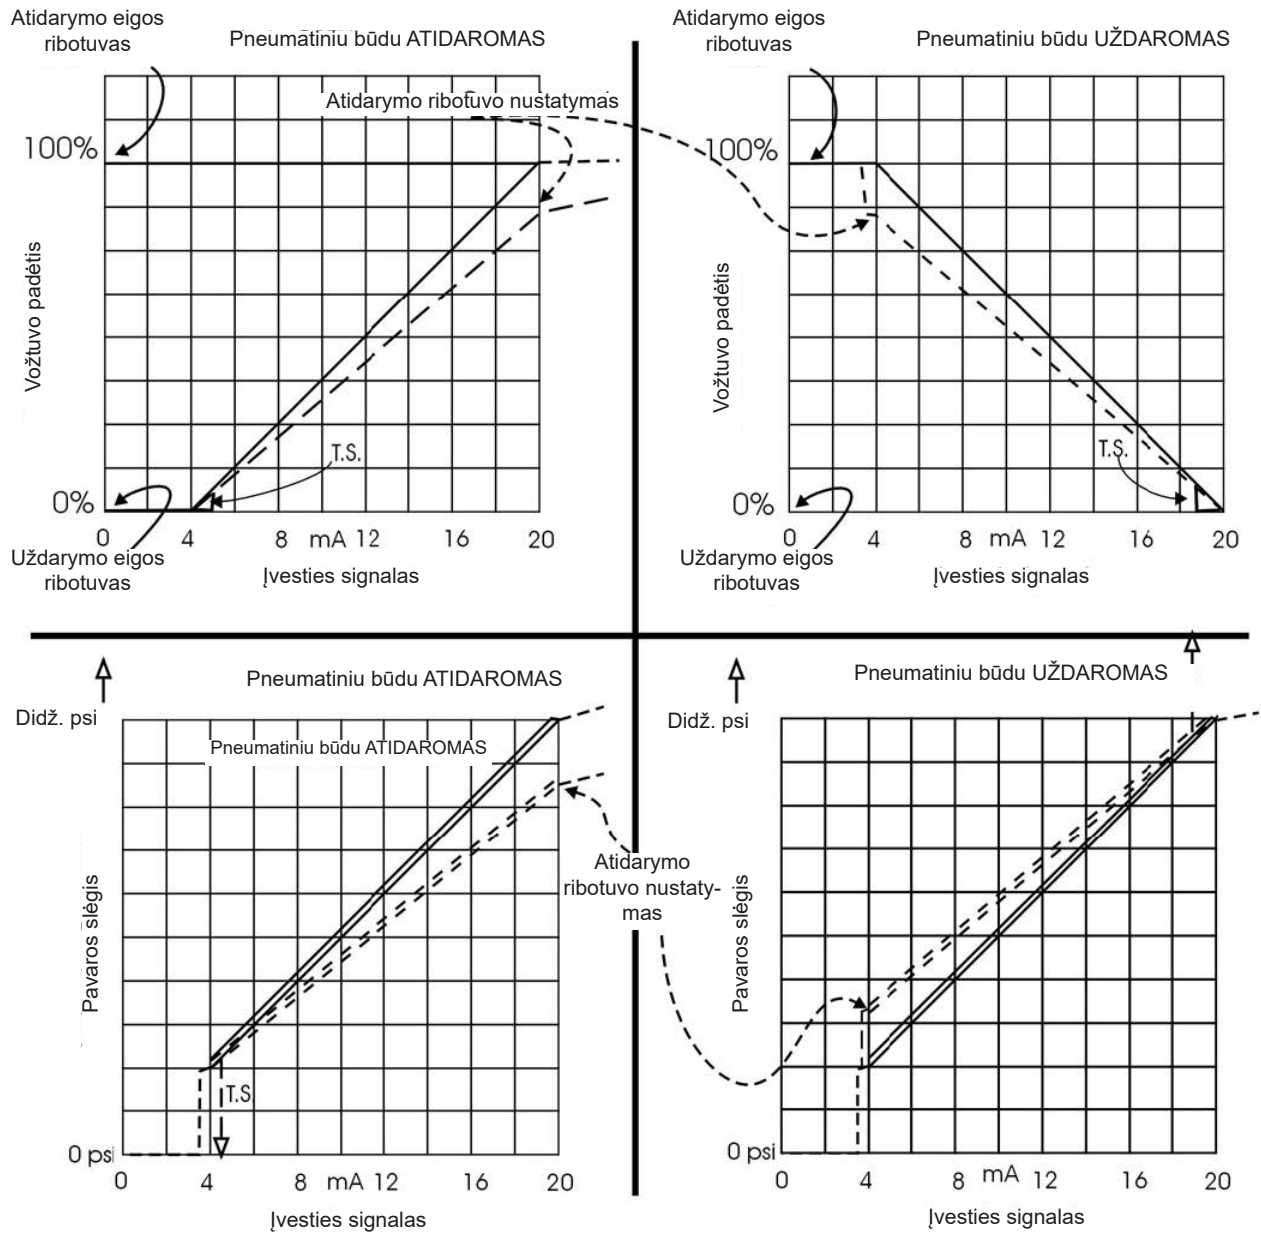 Atidarymo eigos
ribotuvas
Pneumatiniu būdu ATIDAROMAS
Atidarymo ribotuvo nustatymas
100%
Vožtuvo padėtis
T.S.
0%
0 4 8 mA 12 16 20
Uždarymo eigos
ribotuvas
Įvesties signalas
Atidarymo eigos
ribotuvas
Pneumatiniu būdu UŽDAROMAS
100%
Vožtuvo padėtis
T.S.
0%
0 4 8 mA 12 16 20
Uždarymo eigos
ribotuvas
Įvesties signalas
Pneumatiniu būdu ATIDAROMAS
Didž. psi
Pneumatiniu būdu ATIDAROMAS
Pavaros slėgis
T.S.
0 psi
0 4 8 mA 12 16 20
Įvesties signalas
Atidarymo
ribotuvo nustaty-
mas
Pneumatiniu būdu UŽDAROMAS
Didž. psi
Pavaros slėgis
0 psi
0 4 8 mA 12 16 20
Įvesties signalas